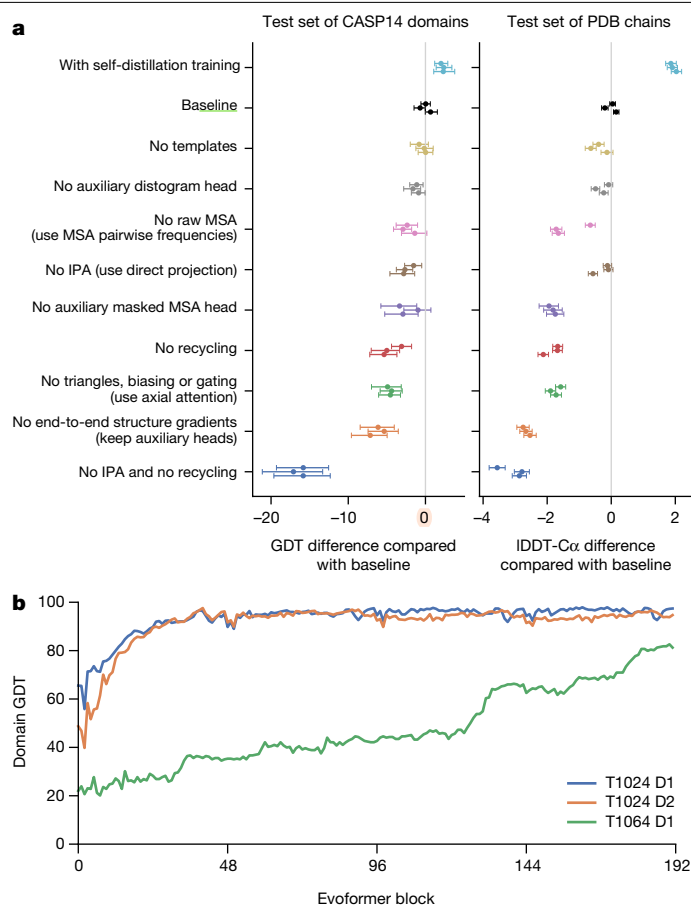 a
Test set of CASP14 domains
Test set of PDB chains
With self-distillation training
Baseline
No templates
No auxiliary distogram head
No raw MSA
(use MSA pairwise frequencies)
No IPA (use direct projection)
No auxiliary masked MSA head
No recycling
No triangles, biasing or gating
(use axial attention)
No end-to-end structure gradients
(keep auxiliary heads)
No IPA and no recycling
−20
−10
0
−4
−2
0
2
GDT difference compared
with baseline
lDDT-Cα difference
compared with baseline
b
100
80
60
40
20
0
Domain GDT
T1024 D1
T1024 D2
T1064 D1
0
48
96
144
192
Evoformer block